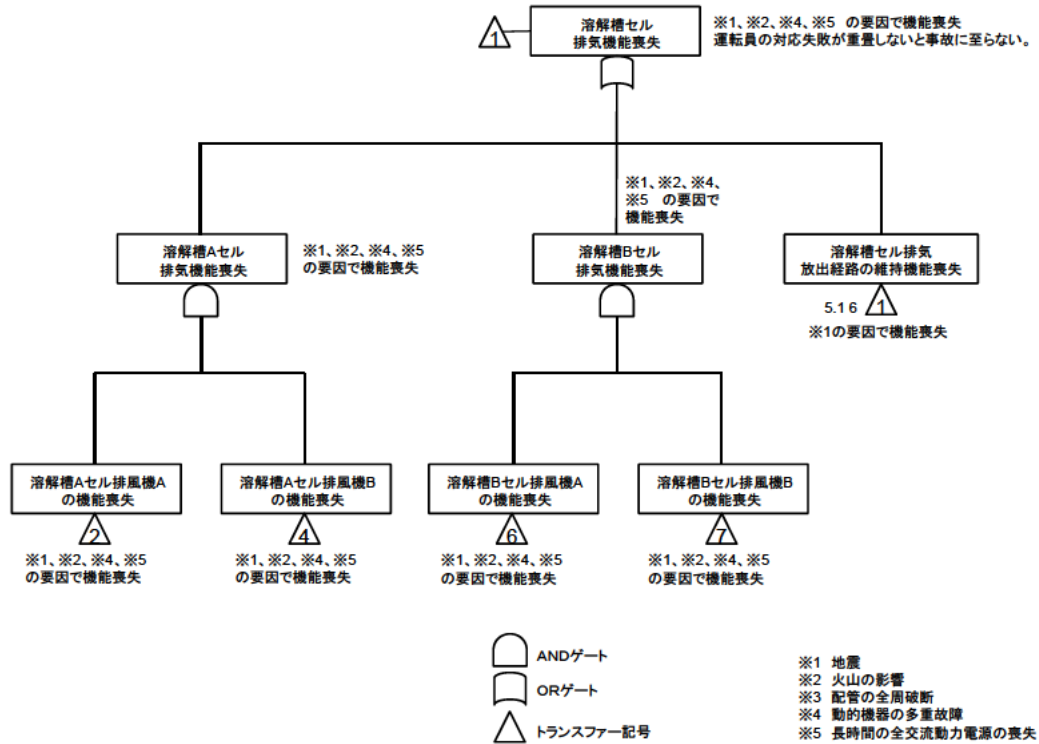 1
溶解槽セル
排気機能喪失
※1、※2、※4、※5 の要因で機能喪失
運転員の対応失敗が重畳しないと事故に至らない。
※1、※2、※4、
※5 の要因で
機能喪失
溶解槽Aセル
排気機能喪失
※1、※2、※4、※5
の要因で機能喪失
溶解槽Bセル
排気機能喪失
溶解槽セル排気
放出経路の維持機能喪失
5.16
1
※1の要因で機能喪失
溶解槽Aセル排風機A
の機能喪失
2
※1、※2、※4、※5
の要因で機能喪失
溶解槽Aセル排風機B
の機能喪失
4
※1、※2、※4、※5
の要因で機能喪失
溶解槽Bセル排風機A
の機能喪失
6
※1、※2、※4、※5
の要因で機能喪失
溶解槽Bセル排風機B
の機能喪失
7
※1、※2、※4、※5
の要因で機能喪失
ANDゲート
ORゲート
トランスファー記号
※1 地震
※2 火山の影響
※3 配管の全周破断
※4 動的機器の多重故障
※5 長時間の全交流動力電源の喪失